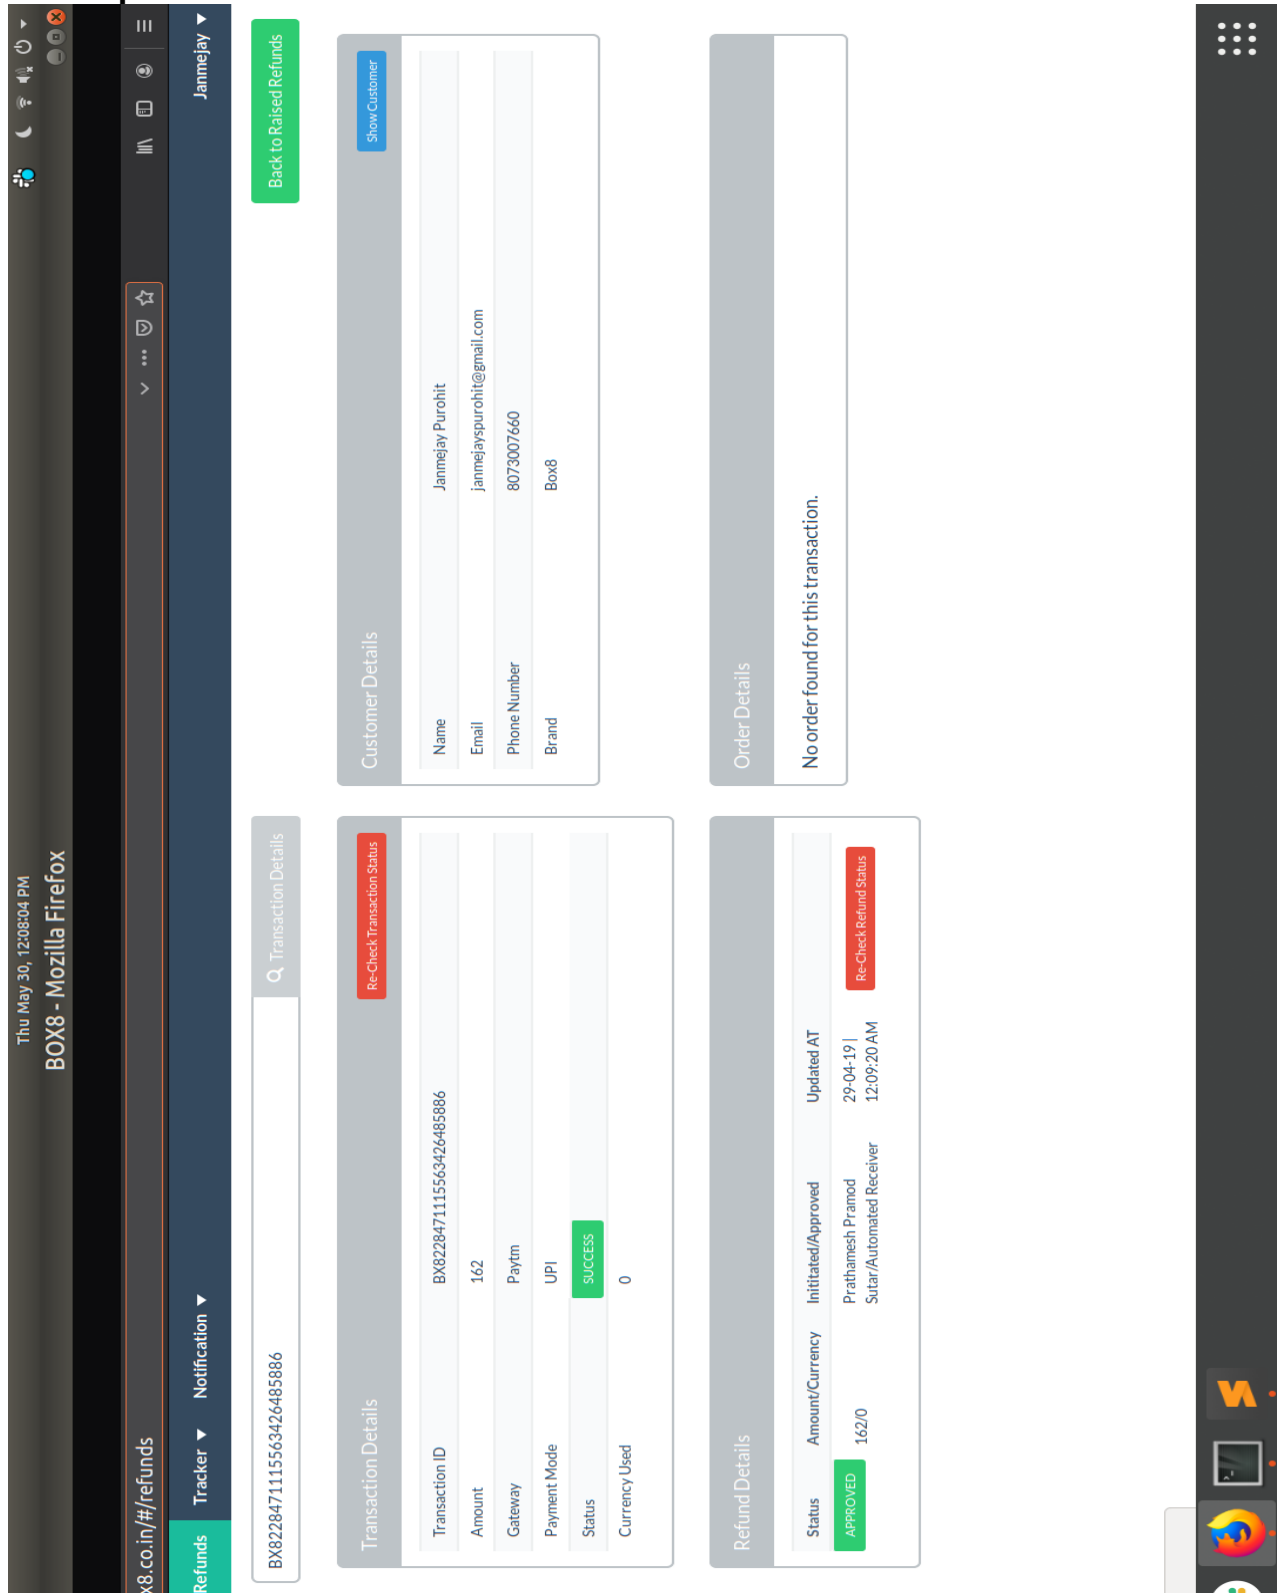 Thu May 30, 12:08:04 PM
BOX8 - Mozilla Firefox
x8.co.in/#/refunds
Refunds Tracker Notification Janmejay
BX82284711155634264​85886 Transaction Details Back to Raised Refunds
Transaction Details Re-Check Transaction Status
Transaction ID BX8228471115563426485886
Amount 162
Gateway Paytm
Payment Mode UPI
Status SUCCESS
Currency Used 0
Customer Details Show Customer
Name Janmejay Purohit
Email janmejayspurohit@gmail.com
Phone Number 8073007660
Brand Box8
Refund Details
Status Amount/Currency Inititated/Approved Updated AT
APPROVED 162/0 Prathamesh Pramod 29-04-19 | Re-Check Refund Status
Sutar/Automated Receiver 12:09:20 AM
Order Details
No order found for this transaction.